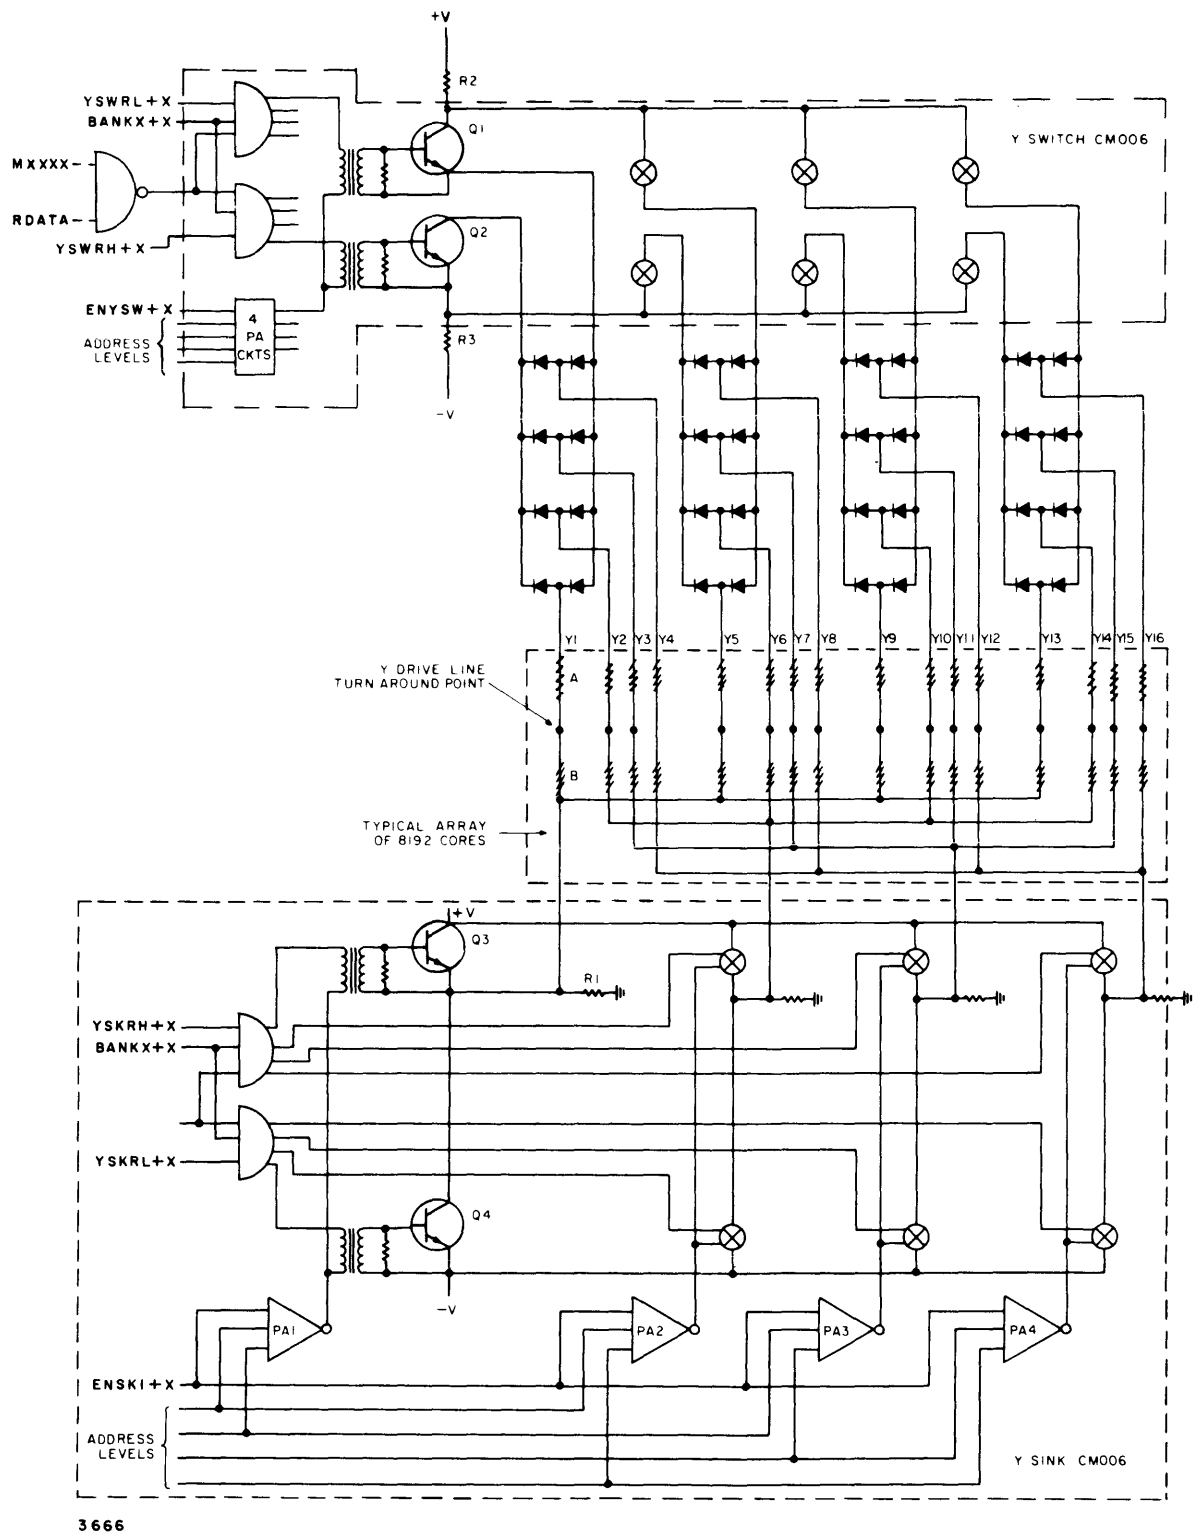 +V
R2
YSWRL+X
BANKX+X
Q1
Y SWITCH CM006
MXXXX-
RDATA-
Q2
YSWRH+X
ENYSW+X
ADDRESS
LEVELS
4
PA
CKTS
R3
-V
Y1 Y2 Y3 Y4 Y5 Y6 Y7 Y8 Y9 Y10 Y11 Y12 Y13 Y14 Y15 Y16
Y DRIVE LINE
TURN AROUND POINT
A
B
TYPICAL ARRAY
OF 8192 CORES
+V
Q3
R1
YSKRH+X
BANKX+X
YSKRL+X
Q4
-V
PA1 PA2 PA3 PA4
ENSK1+X
ADDRESS
LEVELS
Y SINK CM006
3666